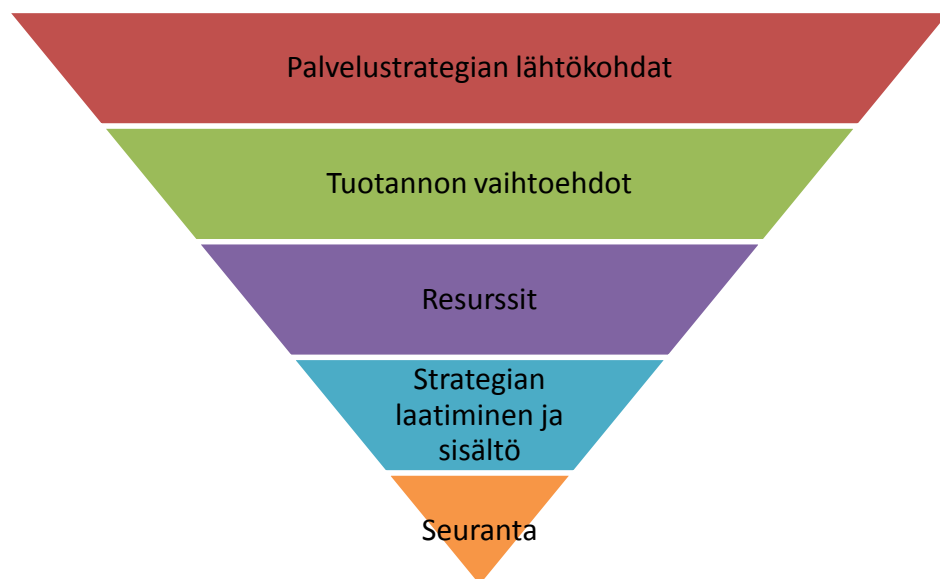 Palvelustrategian lähtökohdat
Tuotannon vaihtoehdot
Resurssit
Strategian
laatiminen ja
sisältö
Seuranta